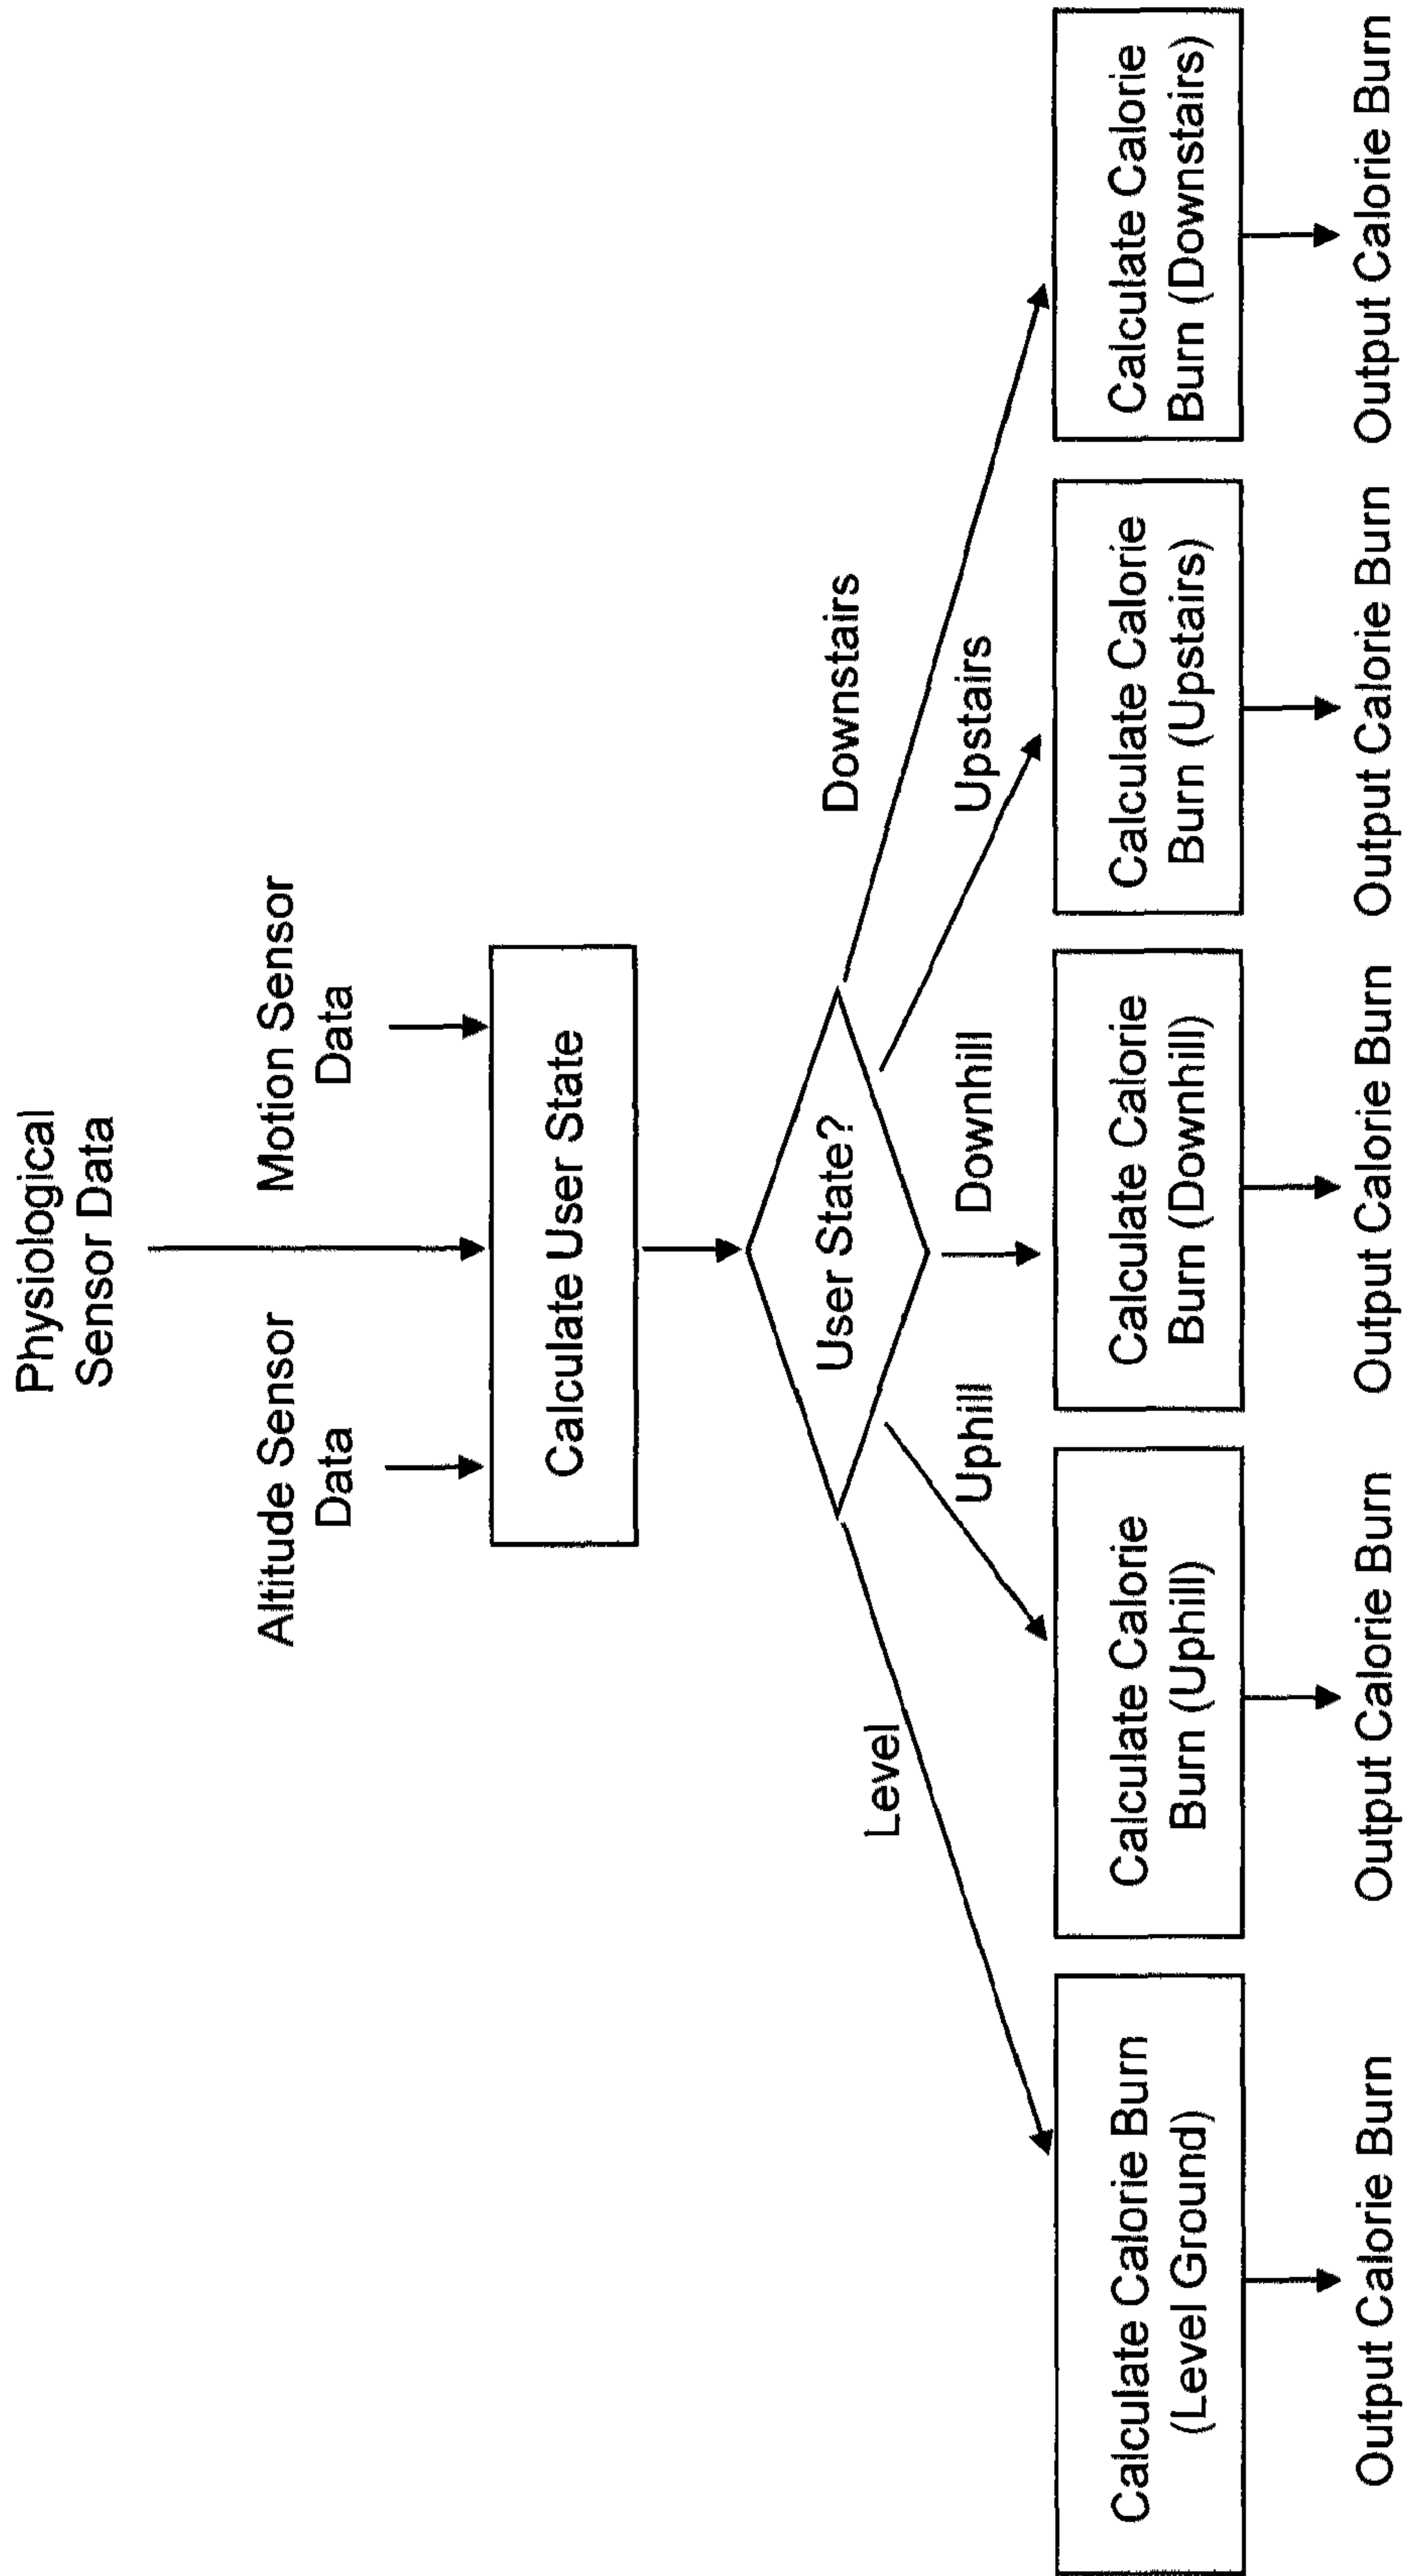 Physiological
Sensor Data
Altitude Sensor
Data
Motion Sensor
Data
Calculate User State
User State?
Level
Uphill
Downhill
Upstairs
Downstairs
Calculate Calorie Burn
(Level Ground)
Calculate Calorie
Burn (Uphill)
Calculate Calorie
Burn (Downhill)
Calculate Calorie
Burn (Upstairs)
Calculate Calorie
Burn (Downstairs)
Output Calorie Burn
Output Calorie Burn
Output Calorie Burn
Output Calorie Burn
Output Calorie Burn